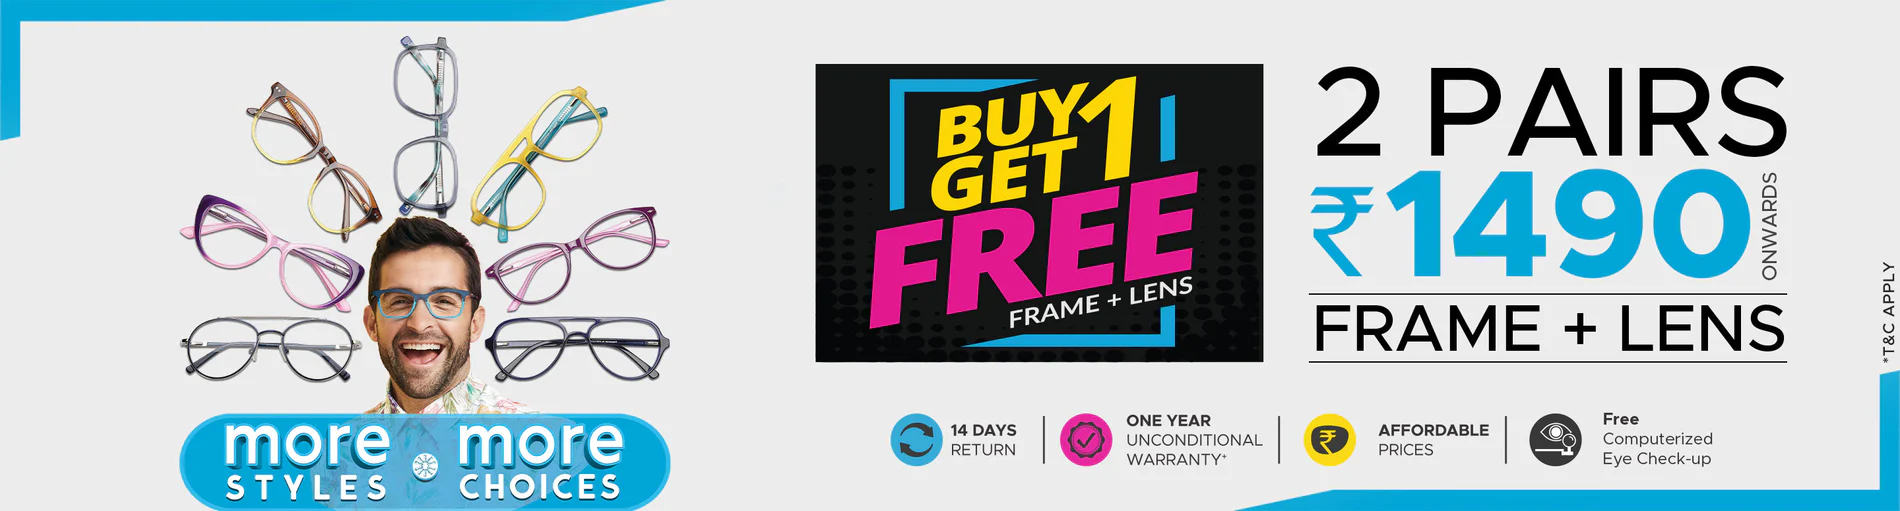 more
STYLES
more
CHOICES
BUY 1
GET
FREE
FRAME + LENS
2 PAIRS
₹1490
ONWARDS
FRAME + LENS
14 DAYS
RETURN
ONE YEAR
UNCONDITIONAL
WARRANTY+
AFFORDABLE
PRICES
Free
Computerized
Eye Check-up
*T&C APPLY